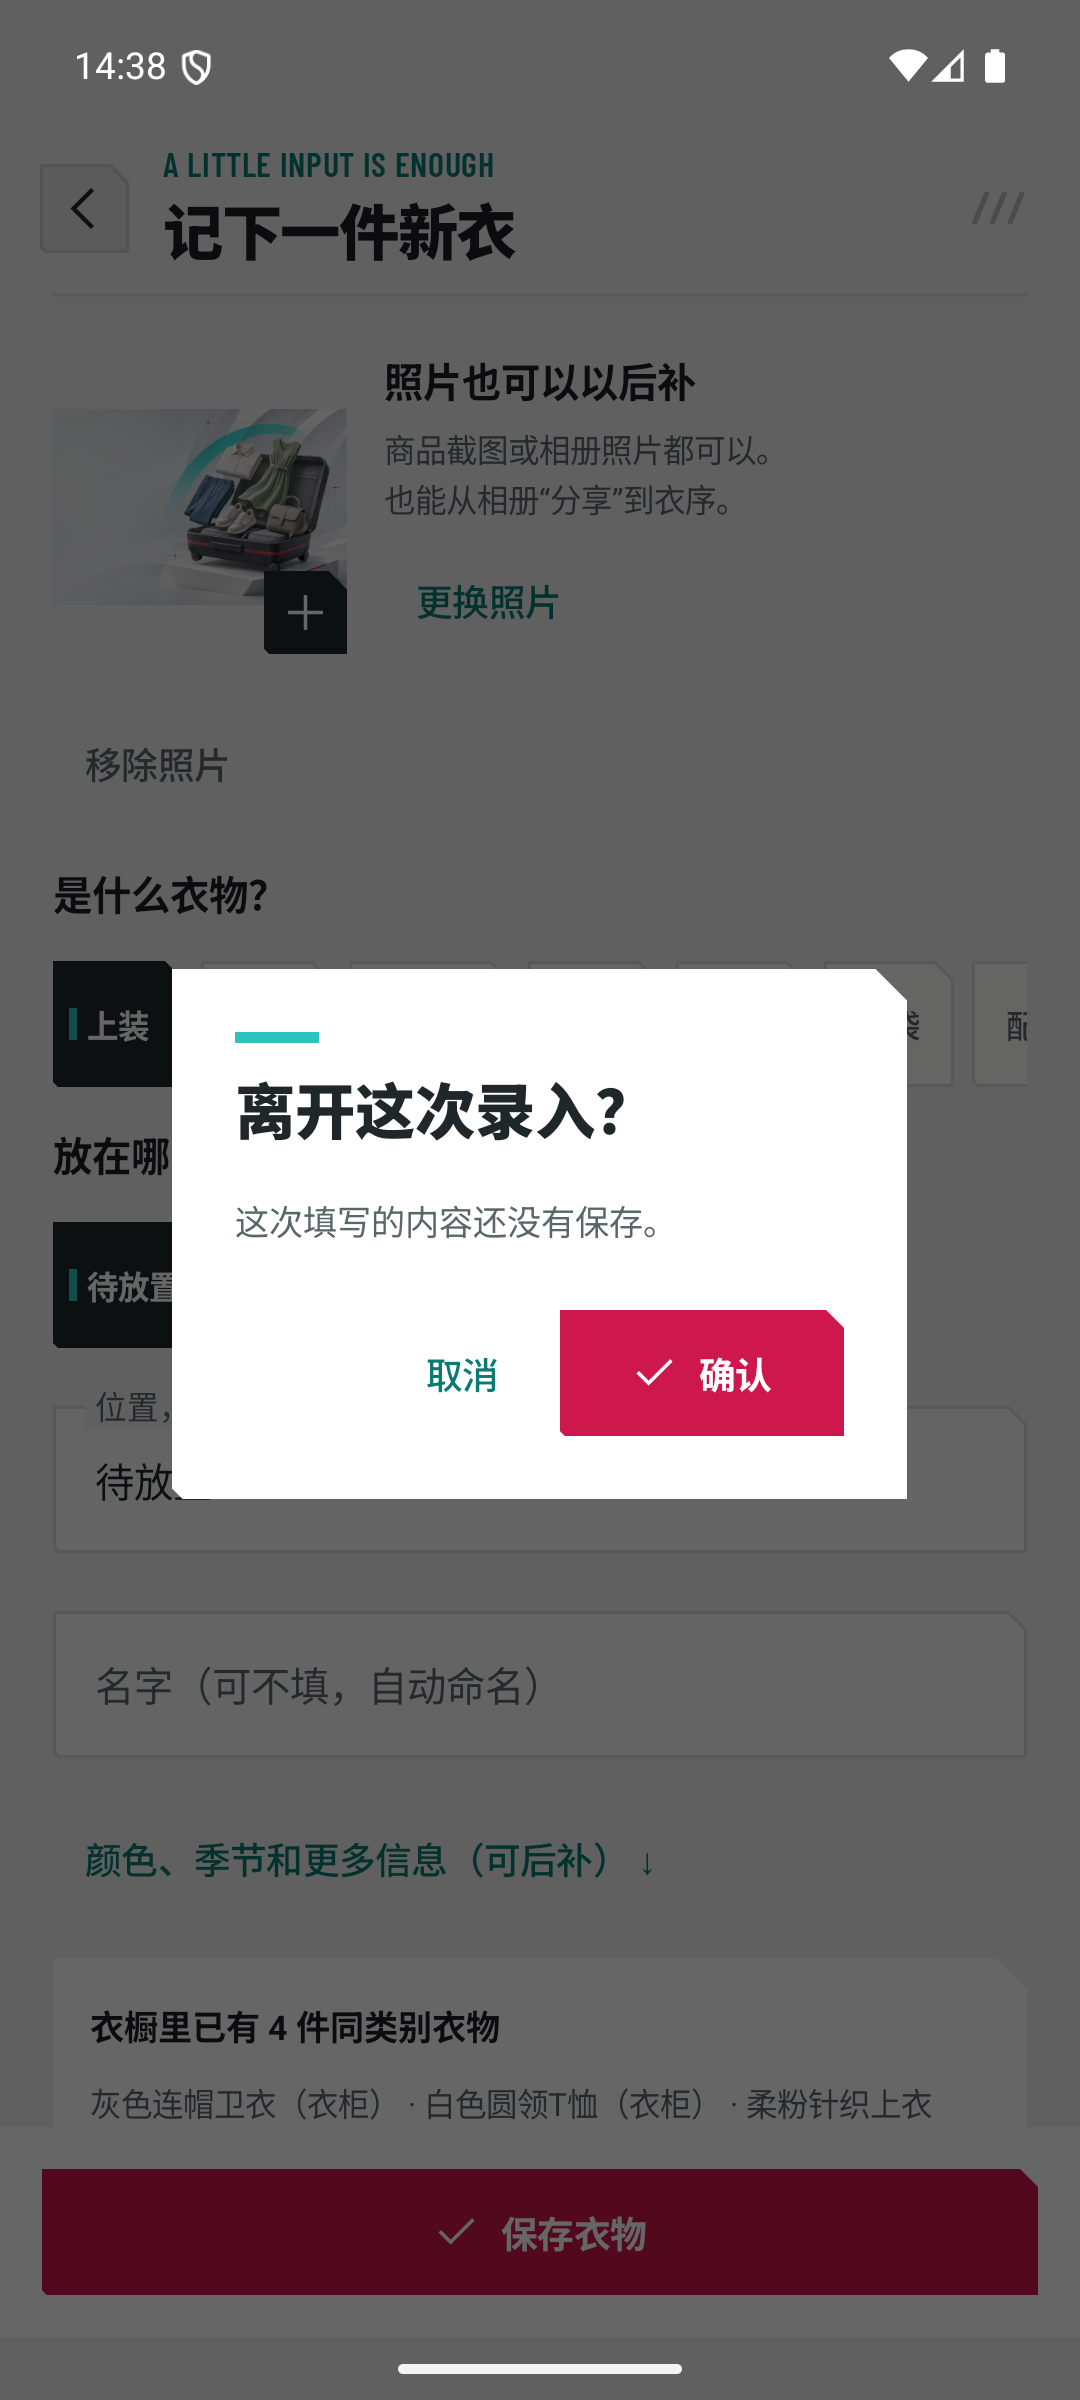 14:38
A LITTLE INPUT IS ENOUGH
记下一件新衣
照片也可以以后补
商品截图或相册照片都可以。
也能从相册“分享”到衣序。
更换照片
移除照片
是什么衣物？
上装
袋
配
离开这次录入？
这次填写的内容还没有保存。
取消
确认
放在哪
待放置
位置，
待放
名字（可不填，自动命名）
颜色、季节和更多信息（可后补） ↓
衣橱里已有 4 件同类别衣物
灰色连帽卫衣（衣柜） · 白色圆领T恤（衣柜） · 柔粉针织上衣
保存衣物